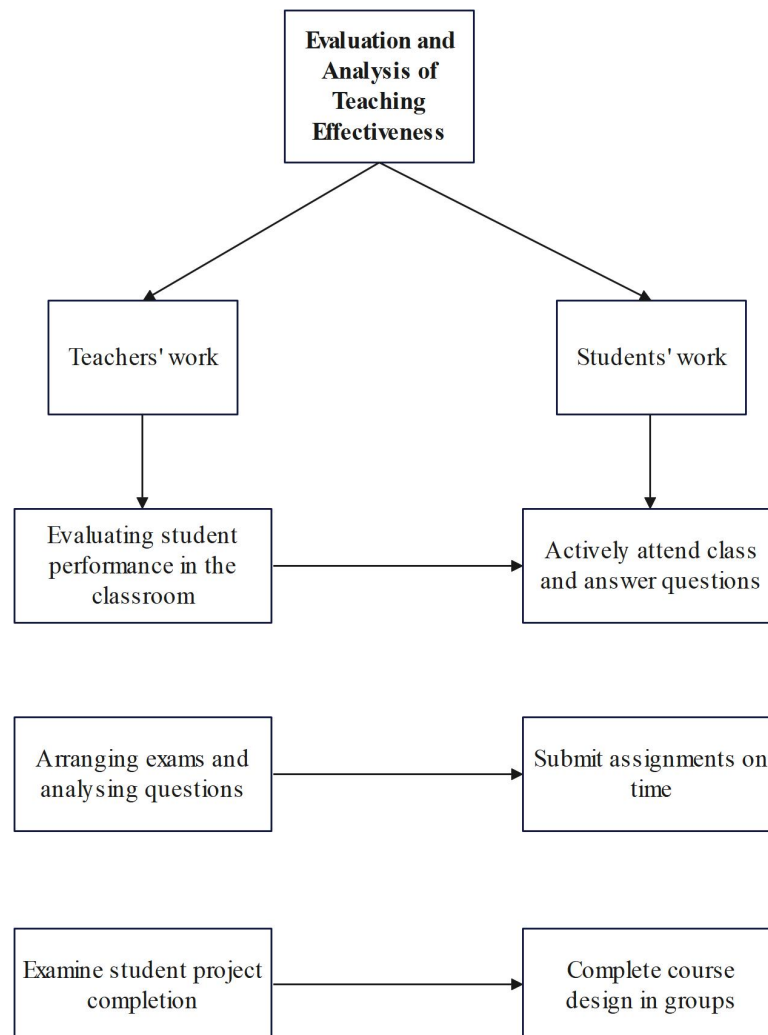 Evaluation and
Analysis of
Teaching
Effectiveness
Teachers' work
Students' work
Evaluating student
performance in the
classroom
Actively attend class
and answer questions
Arranging exams and
analysing questions
Submit assignments on
time
Examine student project
completion
Complete course
design in groups